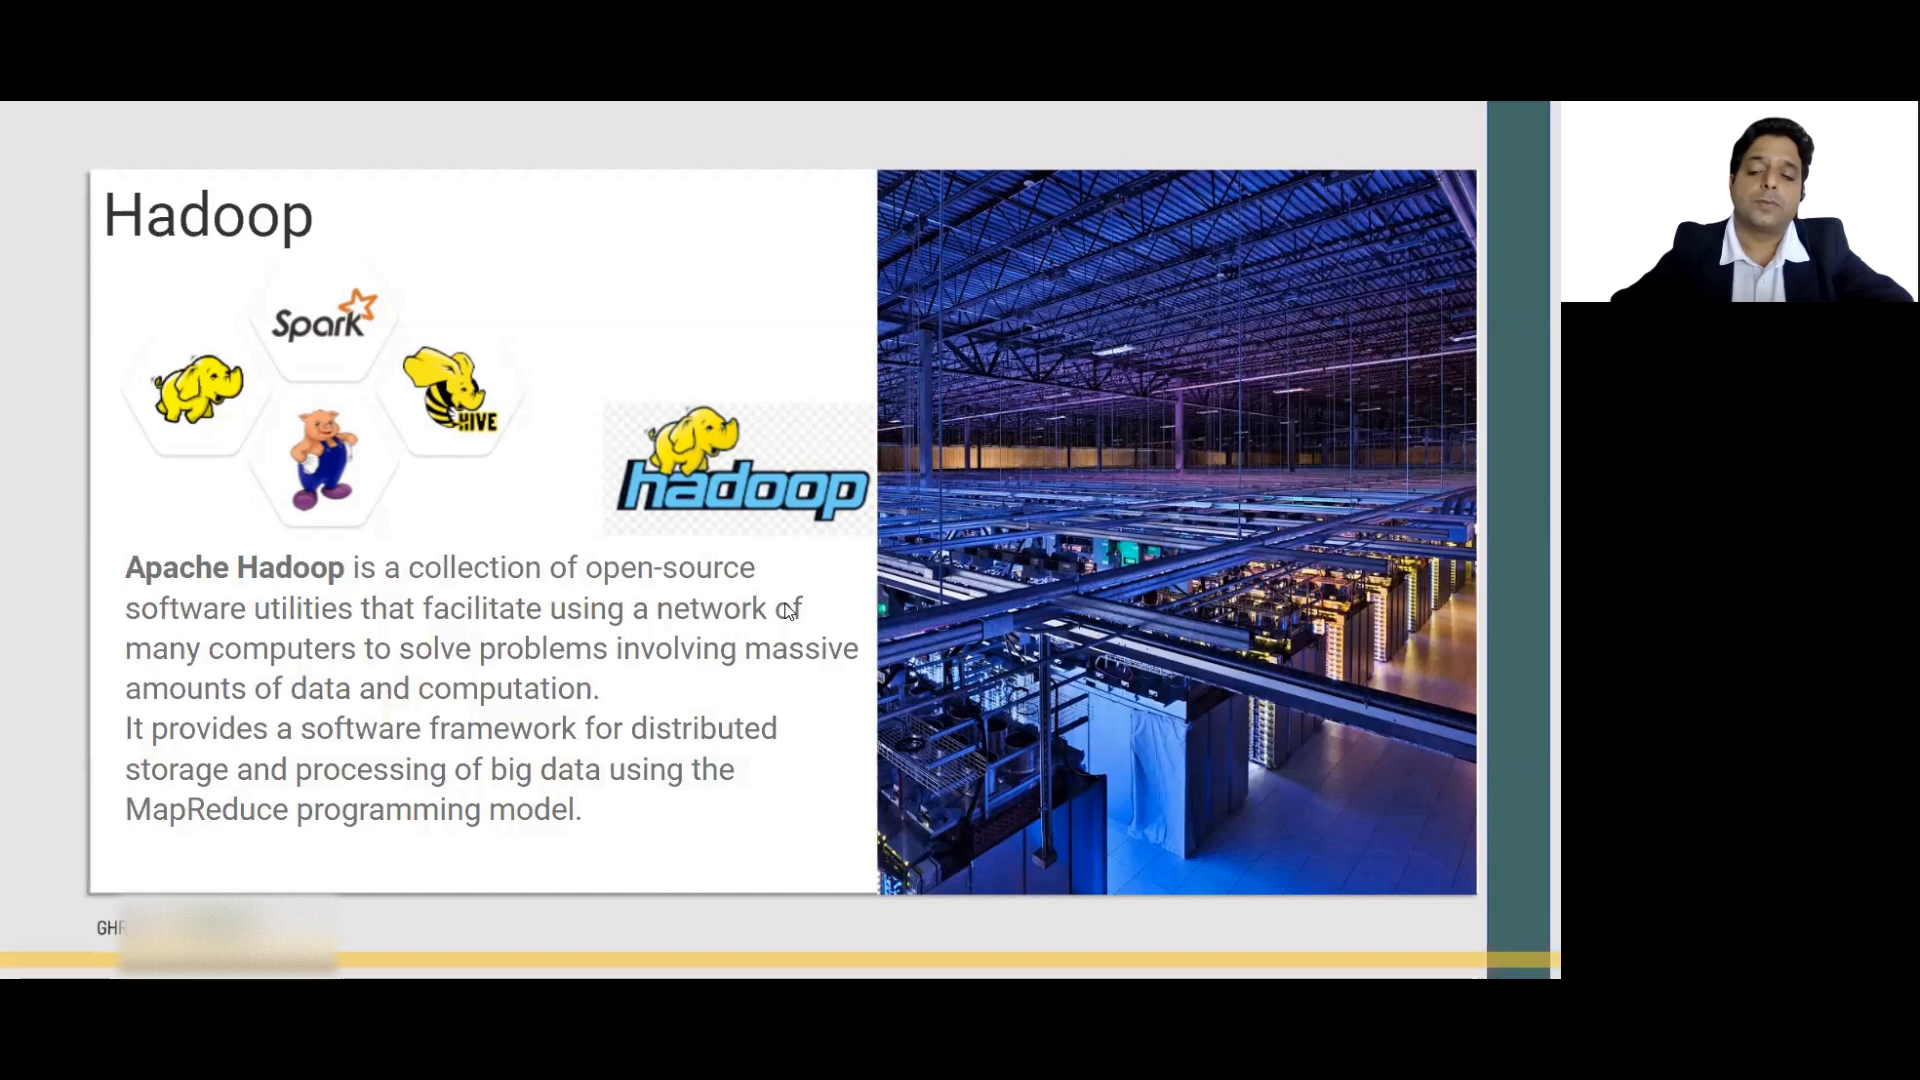 Hadoop
Spark
HIVE
hadoop
Apache Hadoop is a collection of open-source
software utilities that facilitate using a network of
many computers to solve problems involving massive
amounts of data and computation.
It provides a software framework for distributed
storage and processing of big data using the
MapReduce programming model.